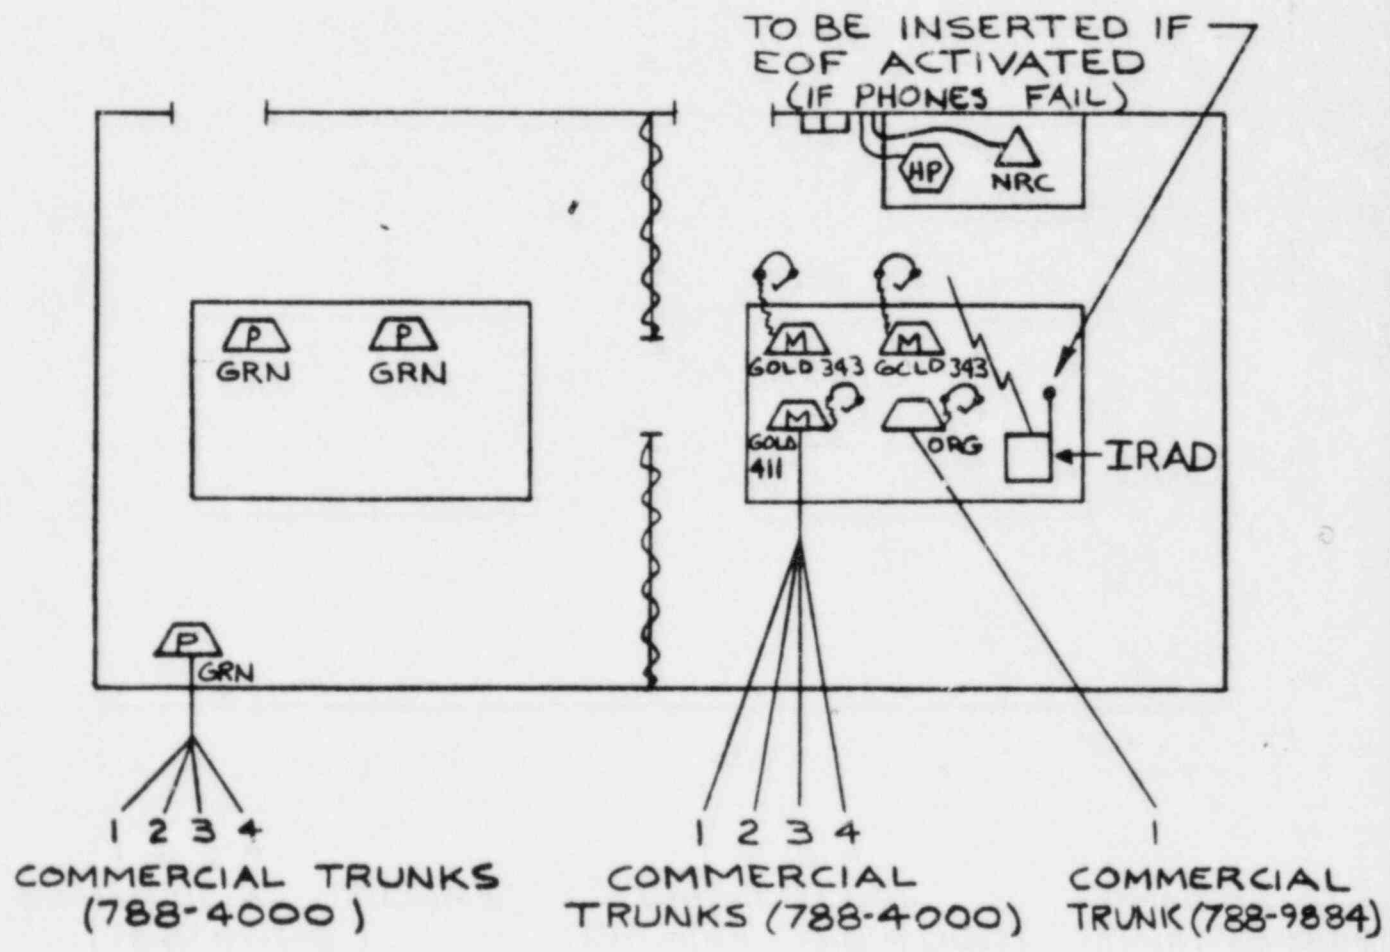 TO BE INSERTED IF
EOF ACTIVATED
(IF PHONES FAIL)
HP
NRC
P
P
GRN
GRN
M
M
GOLD 343
GOLD 343
M
GOLD
411
ORG
IRAD
P
GRN
1 2 3 4
COMMERCIAL TRUNKS
(788-4000)
1 2 3 4
COMMERCIAL
TRUNKS (788-4000)
1
COMMERCIAL
TRUNK (788-9884)